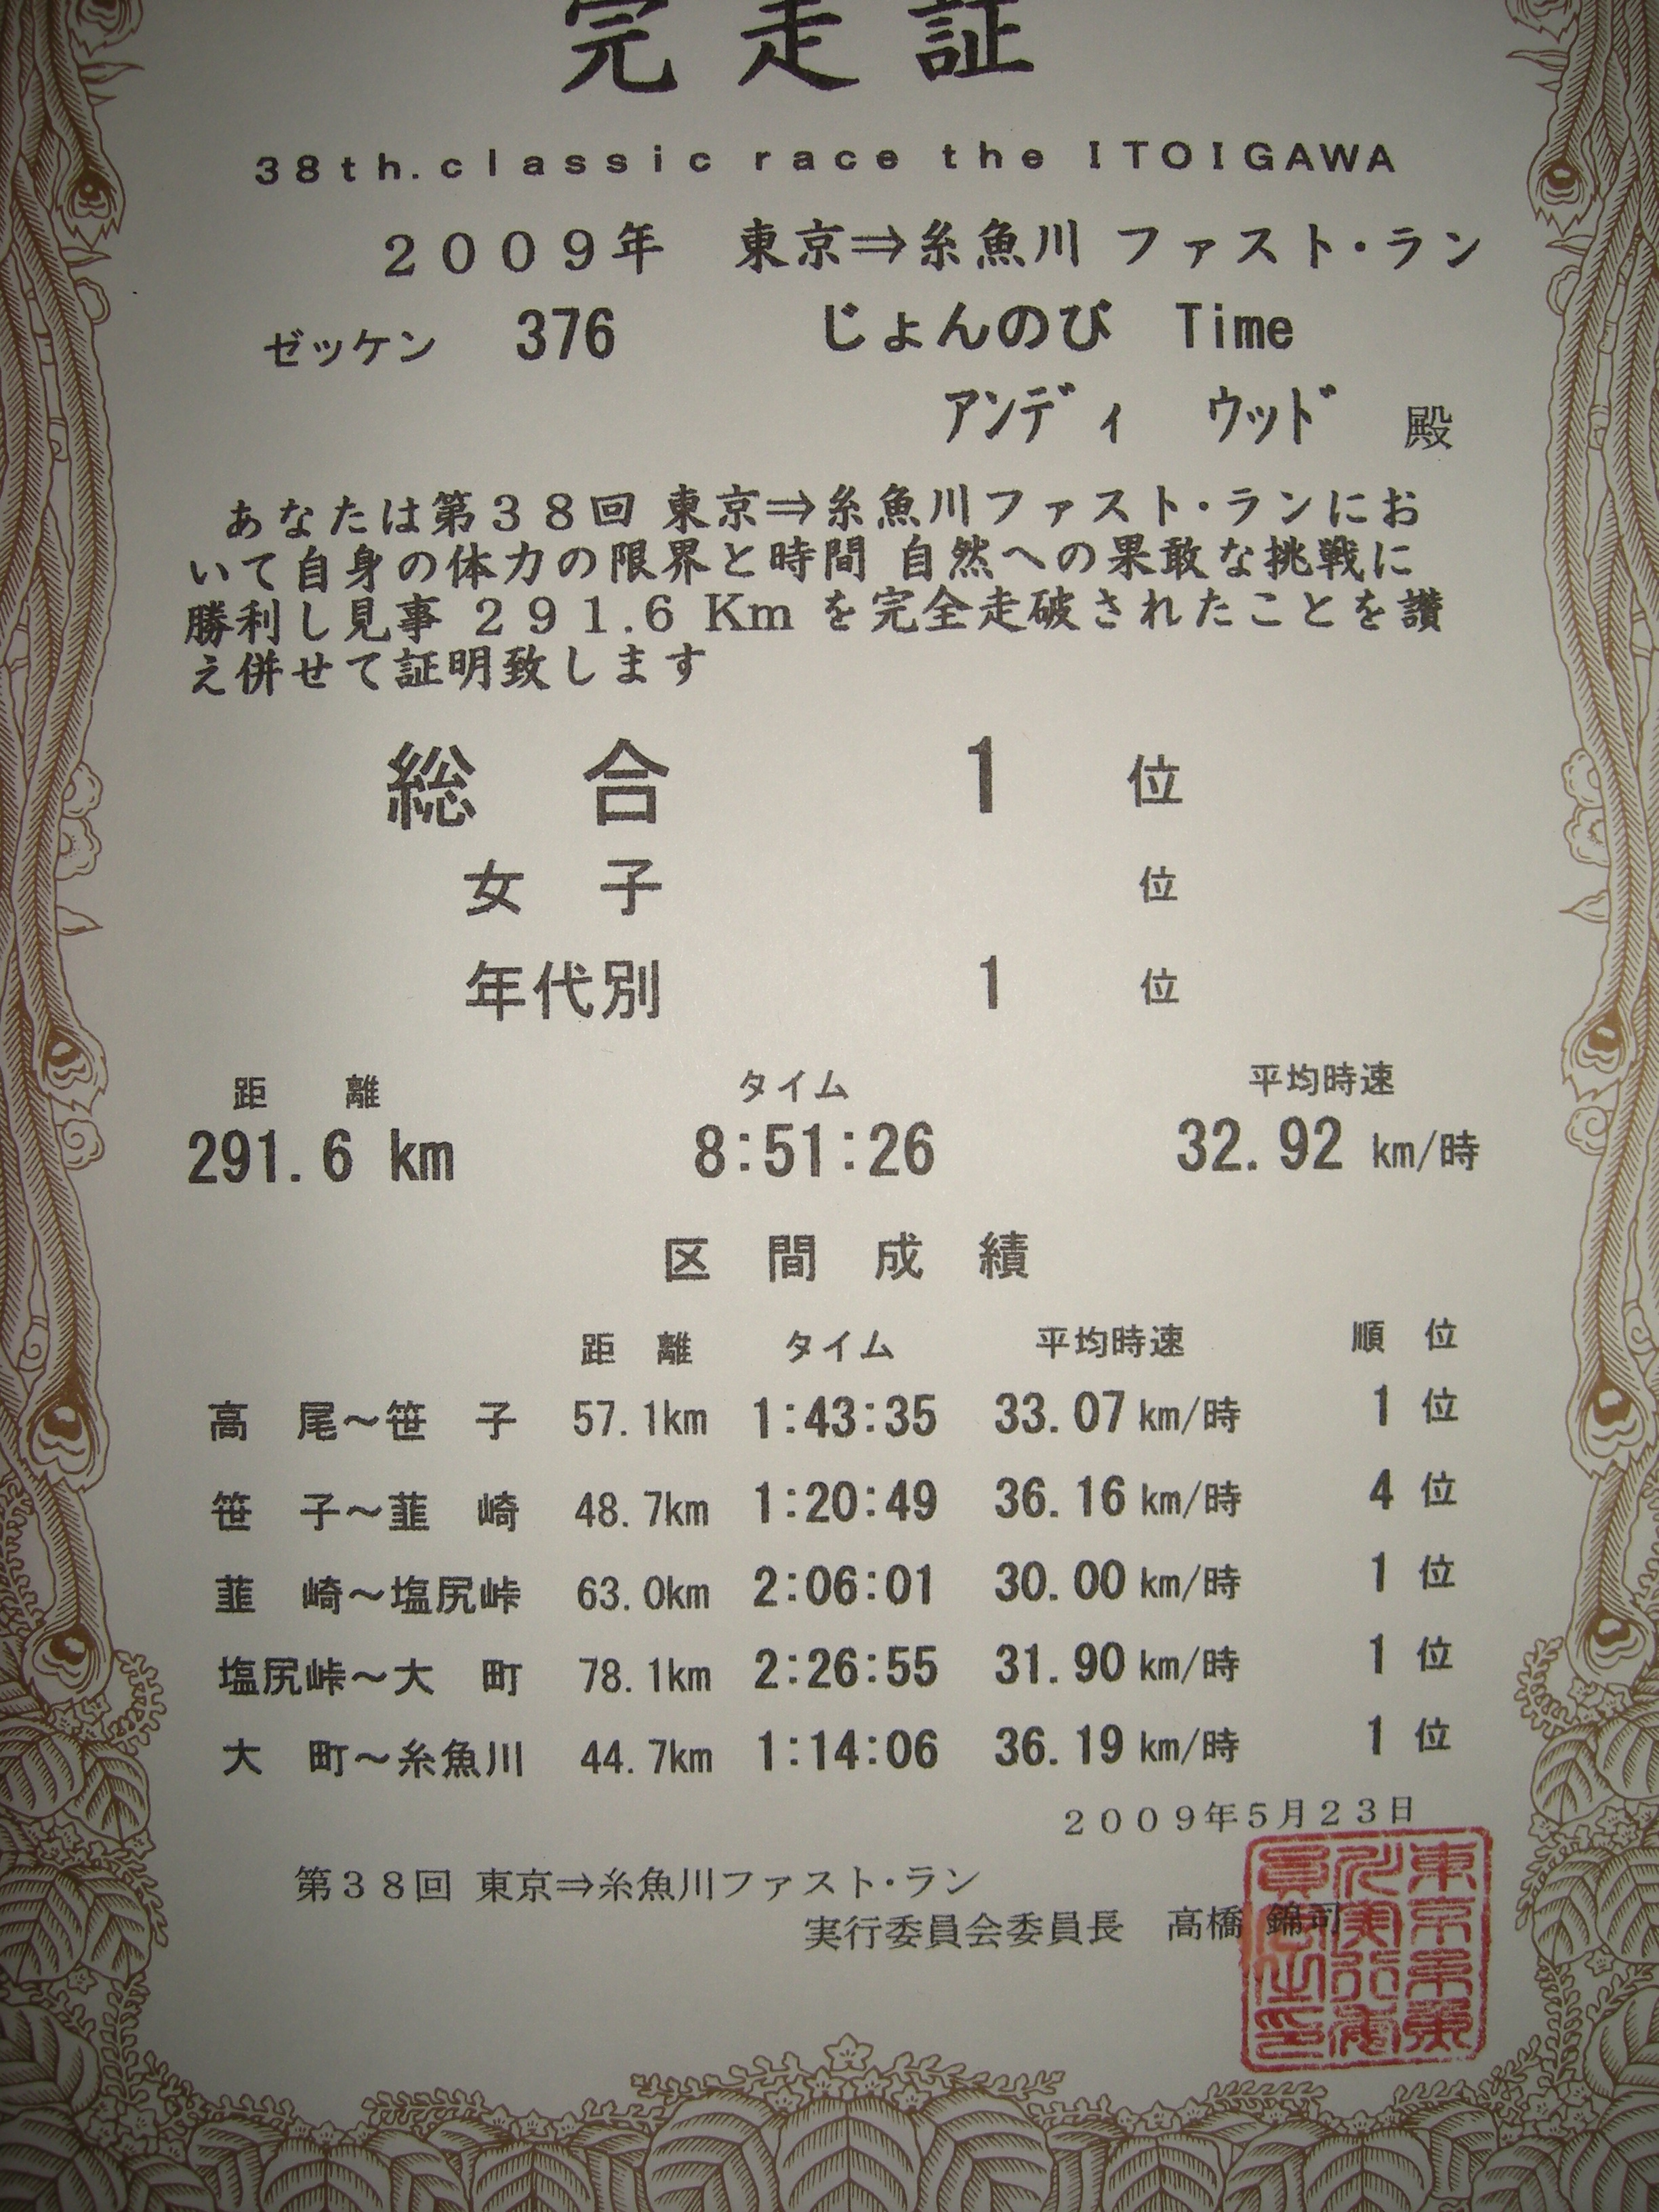 完走証
38th.classic race the ITOIGAWA
2009年 東京⇒糸魚川 ファスト・ラン
ゼッケン 376 じょんのび Time
ｱﾝﾃﾞｨ ｳｯﾄﾞ 殿
あなたは第38回 東京⇒糸魚川ファスト・ランにお
いて自身の体力の限界と時間 自然への果敢な挑戦に
勝利し見事 291.6 Km を完全走破されたことを讃
え併せて証明致します
総合 1 位
女子 位
年代別 1 位
距離 タイム 平均時速
291.6 km 8:51:26 32.92 km/時
区間成績
距離 タイム 平均時速 順位
高尾～笹子 57.1km 1:43:35 33.07 km/時 1 位
笹子～韮崎 48.7km 1:20:49 36.16 km/時 4 位
韮崎～塩尻峠 63.0km 2:06:01 30.00 km/時 1 位
塩尻峠～大町 78.1km 2:26:55 31.90 km/時 1 位
大町～糸魚川 44.7km 1:14:06 36.19 km/時 1 位
2009年5月23日
第38回 東京⇒糸魚川ファスト・ラン
実行委員会委員長 高橋 錦司